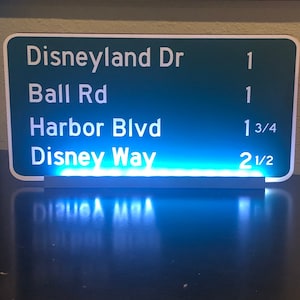 Disneyland Dr 1
Ball Rd 1
Harbor Blvd 1 3/4
Disney Way 2 1/2